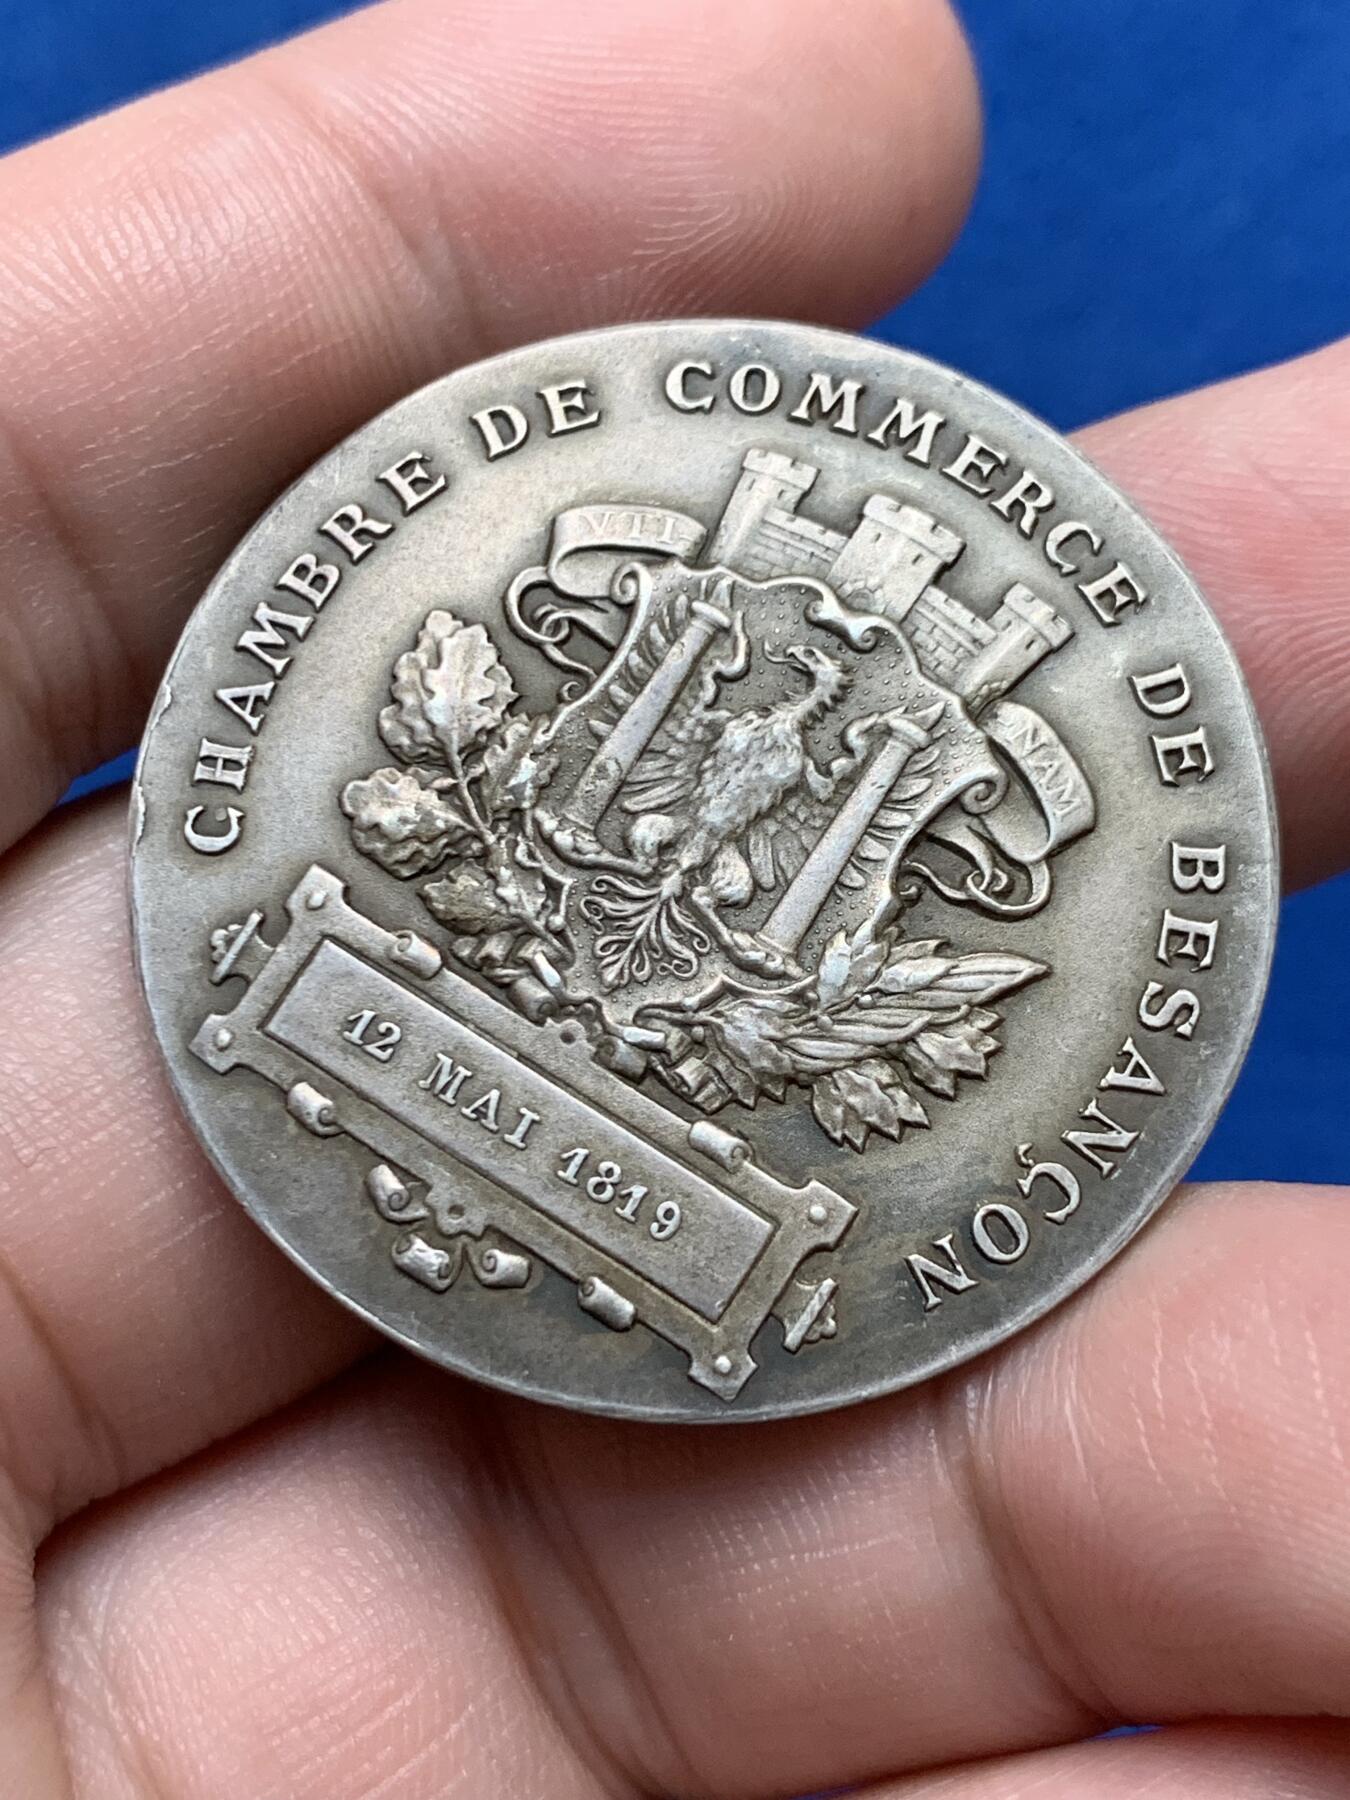 CHAMBRE DE COMMERCE DE BESANÇON
VTI-
NAM
12 MAI 1819